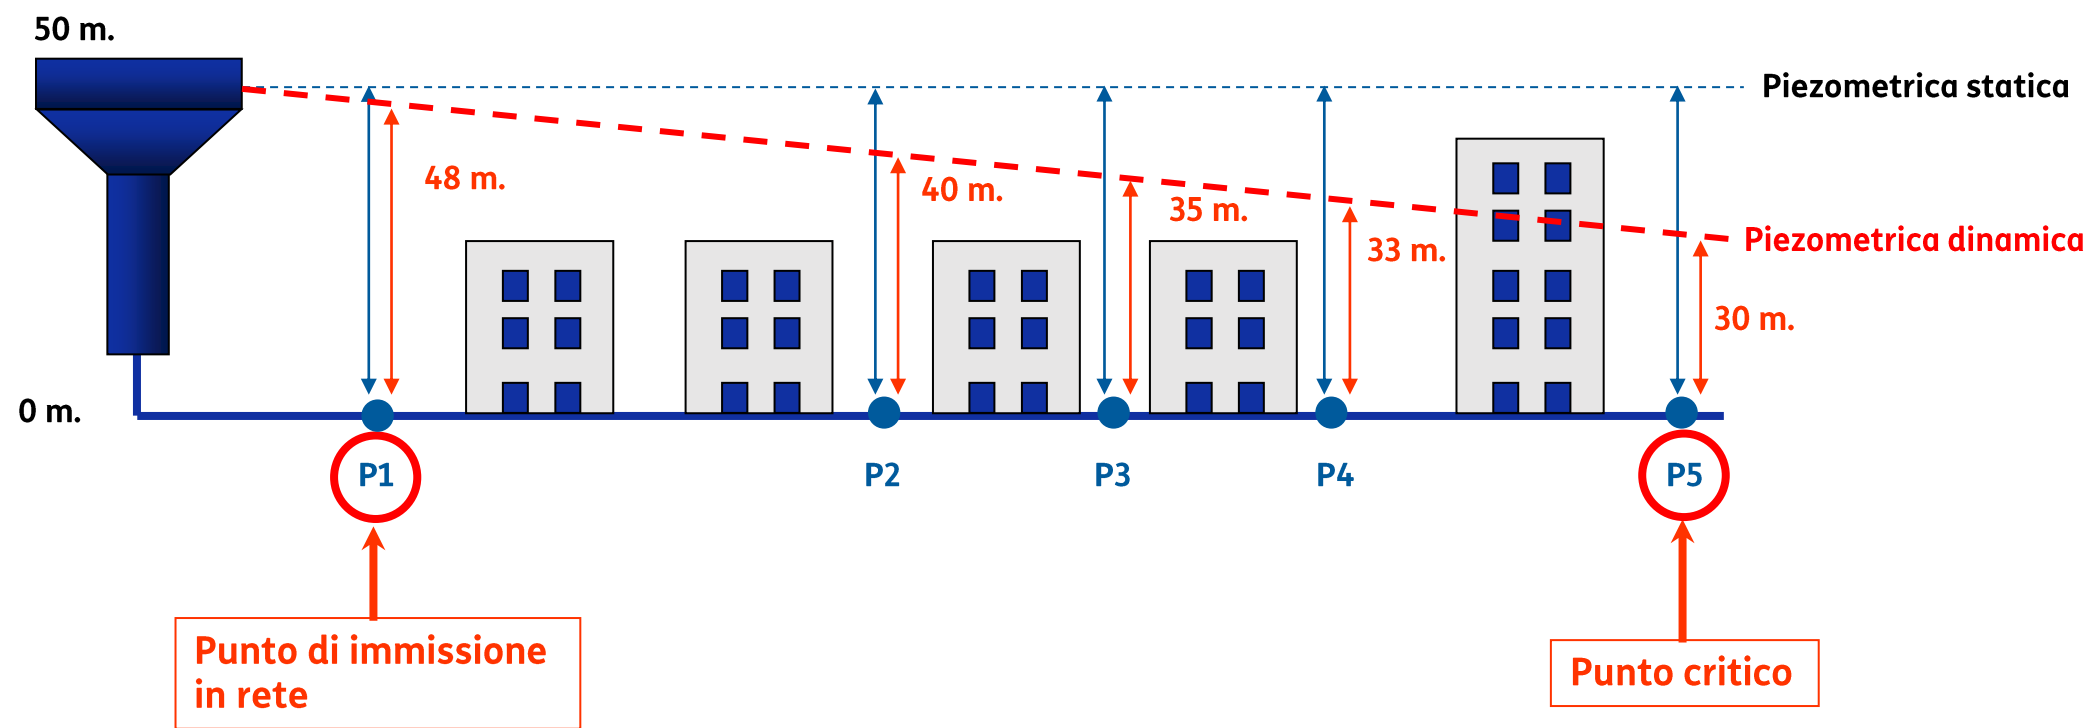 50 m.
Piezometrica statica
48 m.
40 m.
35 m.
33 m.
Piezometrica dinamica
30 m.
0 m.
P1
P2
P3
P4
P5
Punto di immissione
in rete
Punto critico